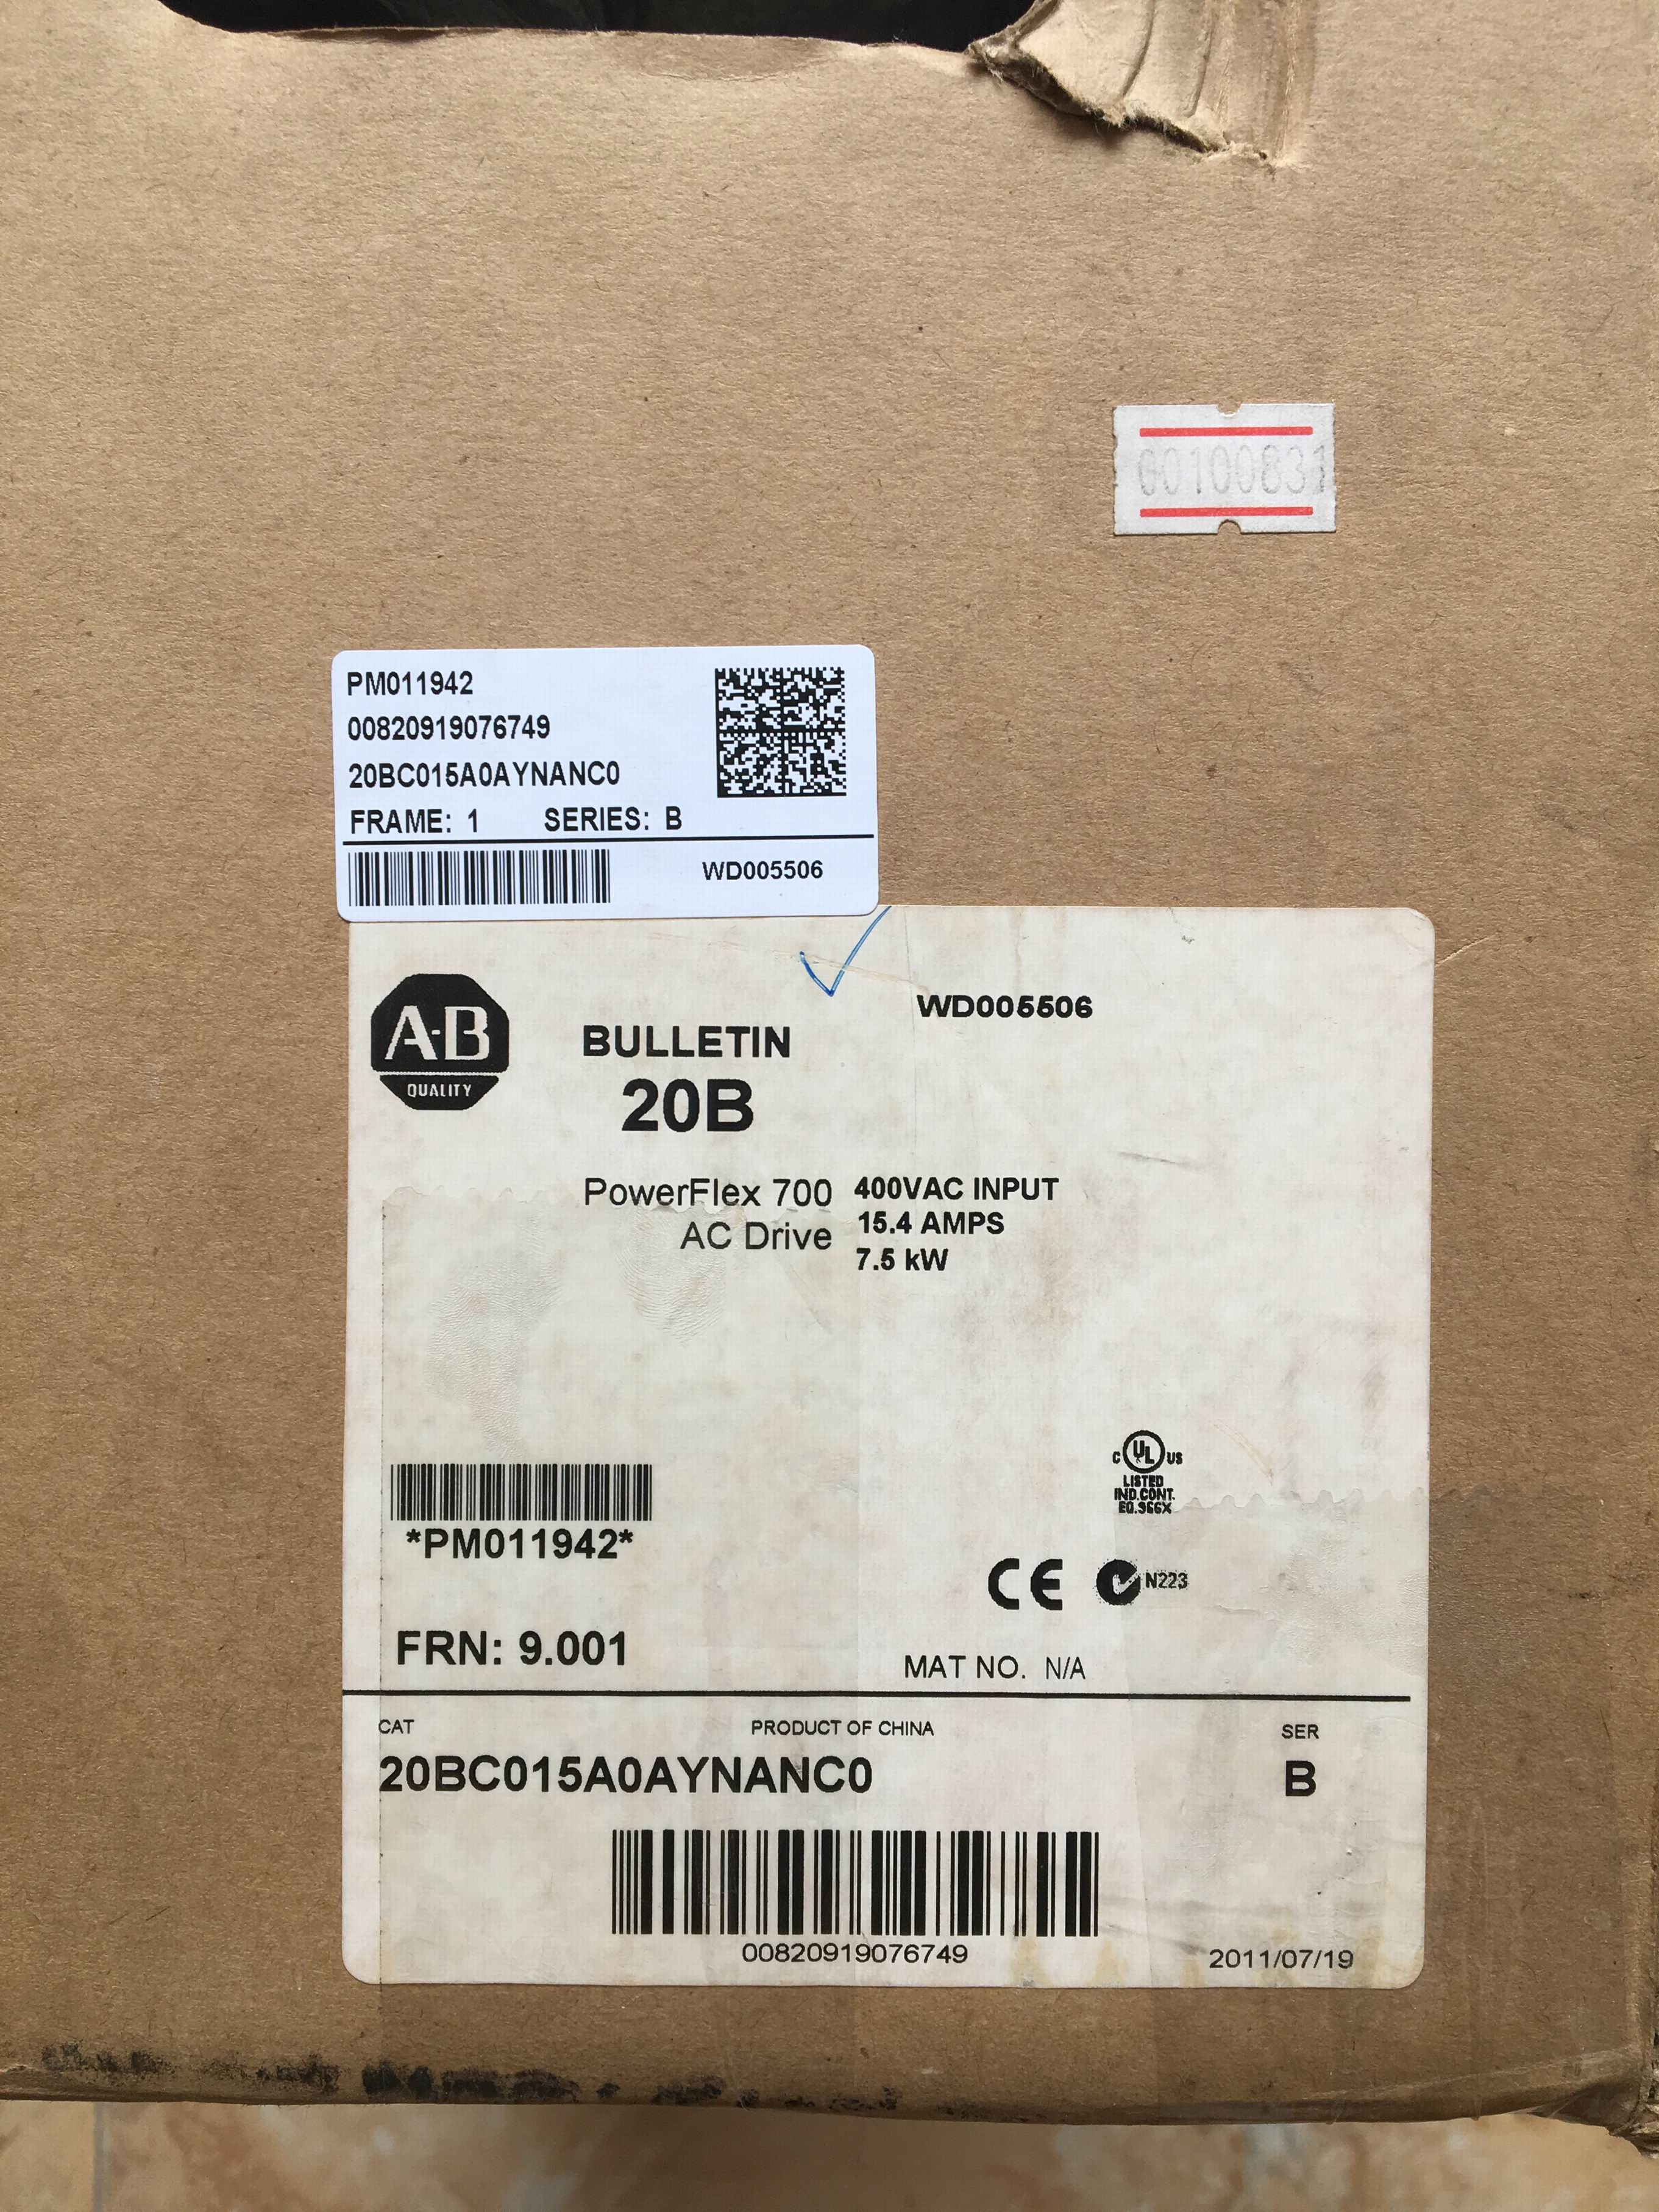 00100831
PM011942
00820919076749
20BC015A0AYNANC0
FRAME: 1 SERIES: B
WD005506
WD005506
A-B
QUALITY
BULLETIN
20B
PowerFlex 700
AC Drive
400VAC INPUT
15.4 AMPS
7.5 kW
C UL US
LISTED
IND.CONT.
EQ.966X
*PM011942*
CE N223
FRN: 9.001
MAT NO. N/A
CAT PRODUCT OF CHINA SER
20BC015A0AYNANC0 B
00820919076749
2011/07/19